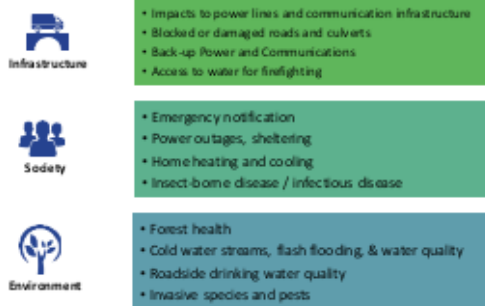 Infrastructure
• Impacts to power lines and communication infrastructure
• Blocked or damaged roads and culverts
• Back-up Power and Communications
• Access to water for firefighting
Society
• Emergency notification
• Power outages, sheltering
• Home heating and cooling
• Insect-borne disease / infectious disease
Environment
• Forest health
• Cold water streams, flash flooding, & water quality
• Roadside drinking water quality
• Invasive species and pests